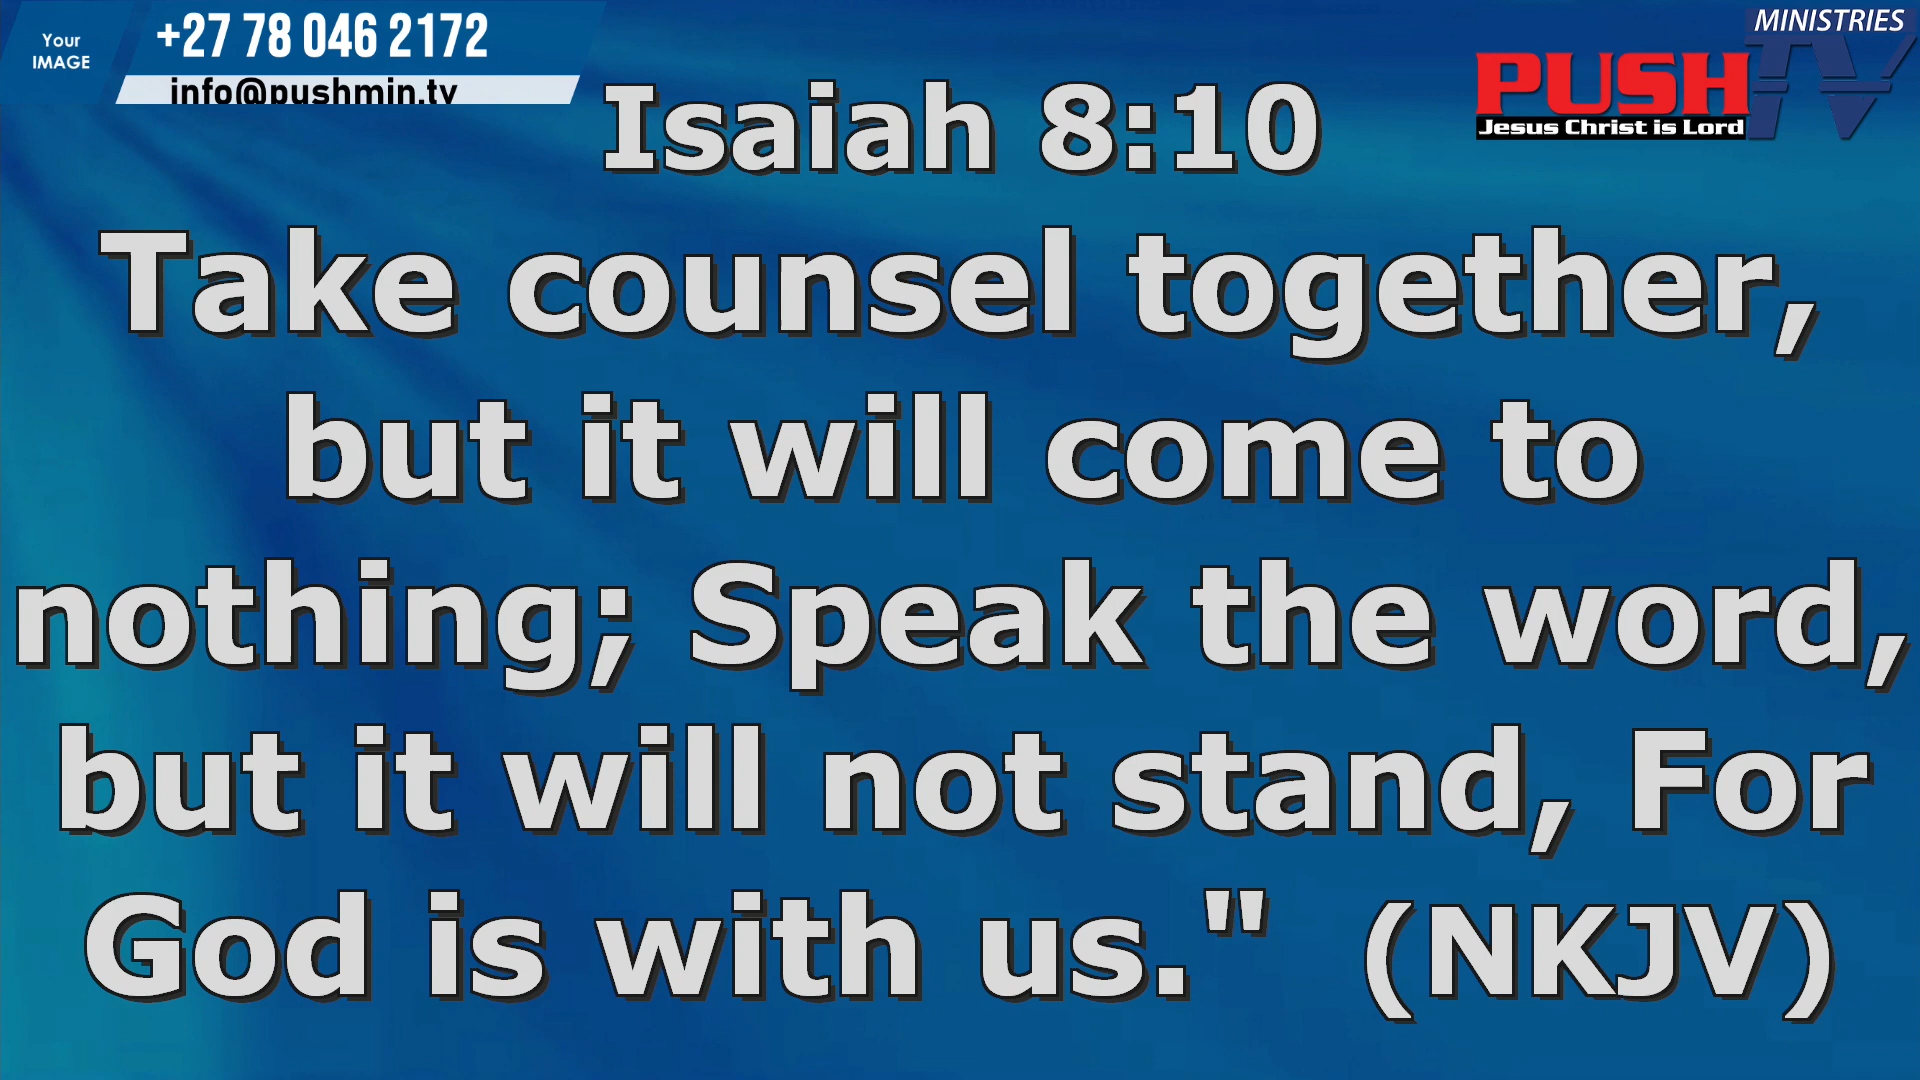 Your
IMAGE
+27 78 046 2172
info@pushmin.tv
MINISTRIES
PUSH TV
Jesus Christ is Lord
Isaiah 8:10
Take counsel together,
but it will come to
nothing; Speak the word,
but it will not stand, For
God is with us." (NKJV)